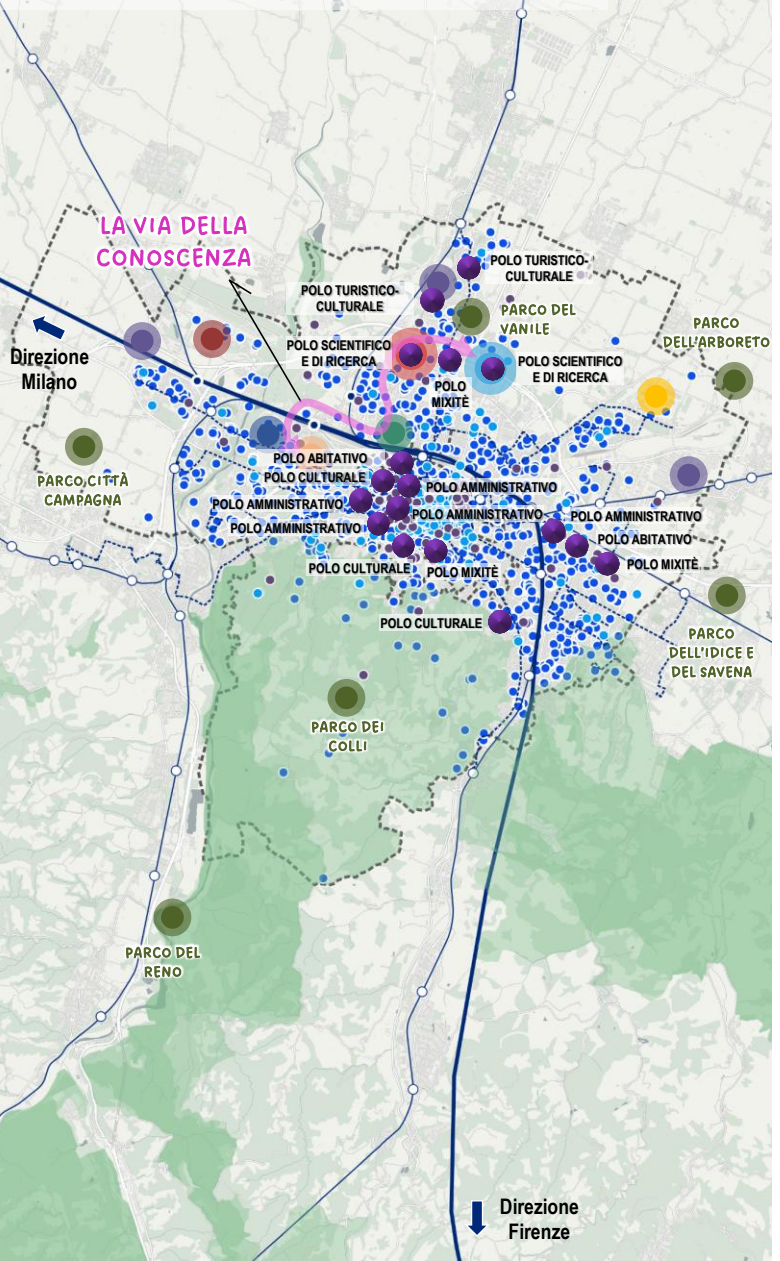 LA VIA DELLA
CONOSCENZA
POLO TURISTICO-
CULTURALE
POLO TURISTICO-
CULTURALE
PARCO DEL
VANILE
PARCO
DELL'ARBORETO
Direzione
Milano
POLO SCIENTIFICO
E DI RICERCA
POLO SCIENTIFICO
E DI RICERCA
POLO
MIXITÈ
PARCO CITTÀ
CAMPAGNA
POLO ABITATIVO
POLO CULTURALE
POLO AMMINISTRATIVO
POLO AMMINISTRATIVO
POLO AMMINISTRATIVO
POLO AMMINISTRATIVO
POLO AMMINISTRATIVO
POLO ABITATIVO
POLO CULTURALE
POLO MIXITÈ
POLO MIXITÈ
POLO CULTURALE
PARCO
DELL'IDICE E
DEL SAVENA
PARCO DEI
COLLI
PARCO DEL
RENO
Direzione
Firenze